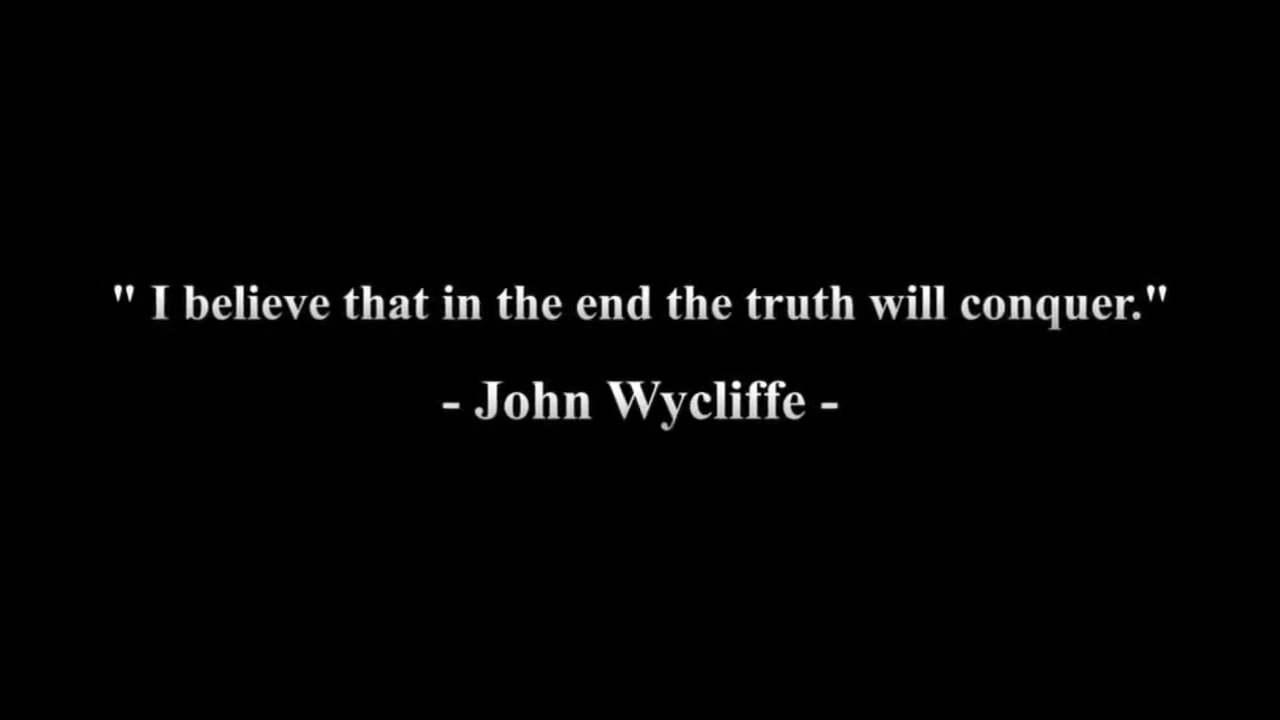 " I believe that in the end the truth will conquer."
- John Wycliffe -